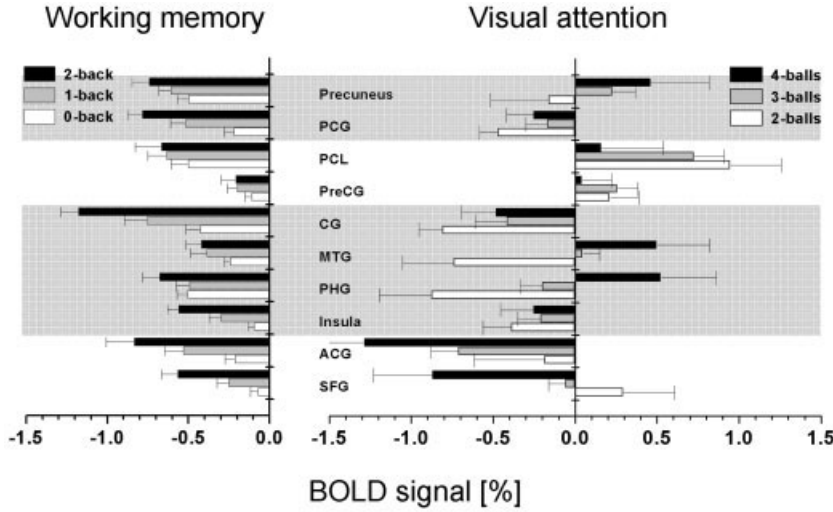 Working memory
Visual attention
2-back
1-back
0-back
4-balls
3-balls
2-balls
Precuneus
PCG
PCL
PreCG
CG
MTG
PHG
Insula
ACG
SFG
-1.5 -1.0 -0.5 0.0
-1.5 -1.0 -0.5 0.0 0.5 1.0 1.5
BOLD signal [%]